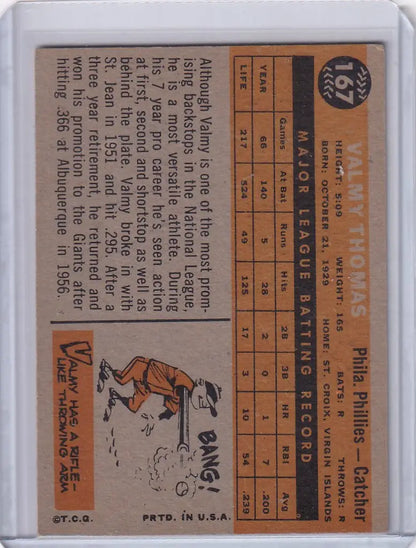 167
VALMY THOMAS
Phila. Phillies — Catcher
HEIGHT: 5:09 WEIGHT: 165 BATS: R THROWS: R
BORN: OCTOBER 21, 1929 HOME: ST. CROIX, VIRGIN ISLANDS
MAJOR LEAGUE BATTING RECORD
Games At Bat Runs Hits 2B 3B HR RBI Avg
YEAR 66 140 5 28 2 0 1 7 .200
LIFE 217 524 49 125 17 3 10 54 .239
Although Valmy is one of the most prom-
ising backstops in the National League,
he is a most versatile athlete. During
his 7 year pro career he's seen action
at first, second and shortstop as well as
behind the plate. Valmy broke in with
St. Jean in 1951 and hit .295. After a
three year retirement, he returned and
won his promotion to the Giants after
hitting .366 at Albuquerque in 1956.
BANG!
VALMY HAS A RIFLE-
LIKE THROWING ARM
©T.C.G. PRTD. IN U.S.A.